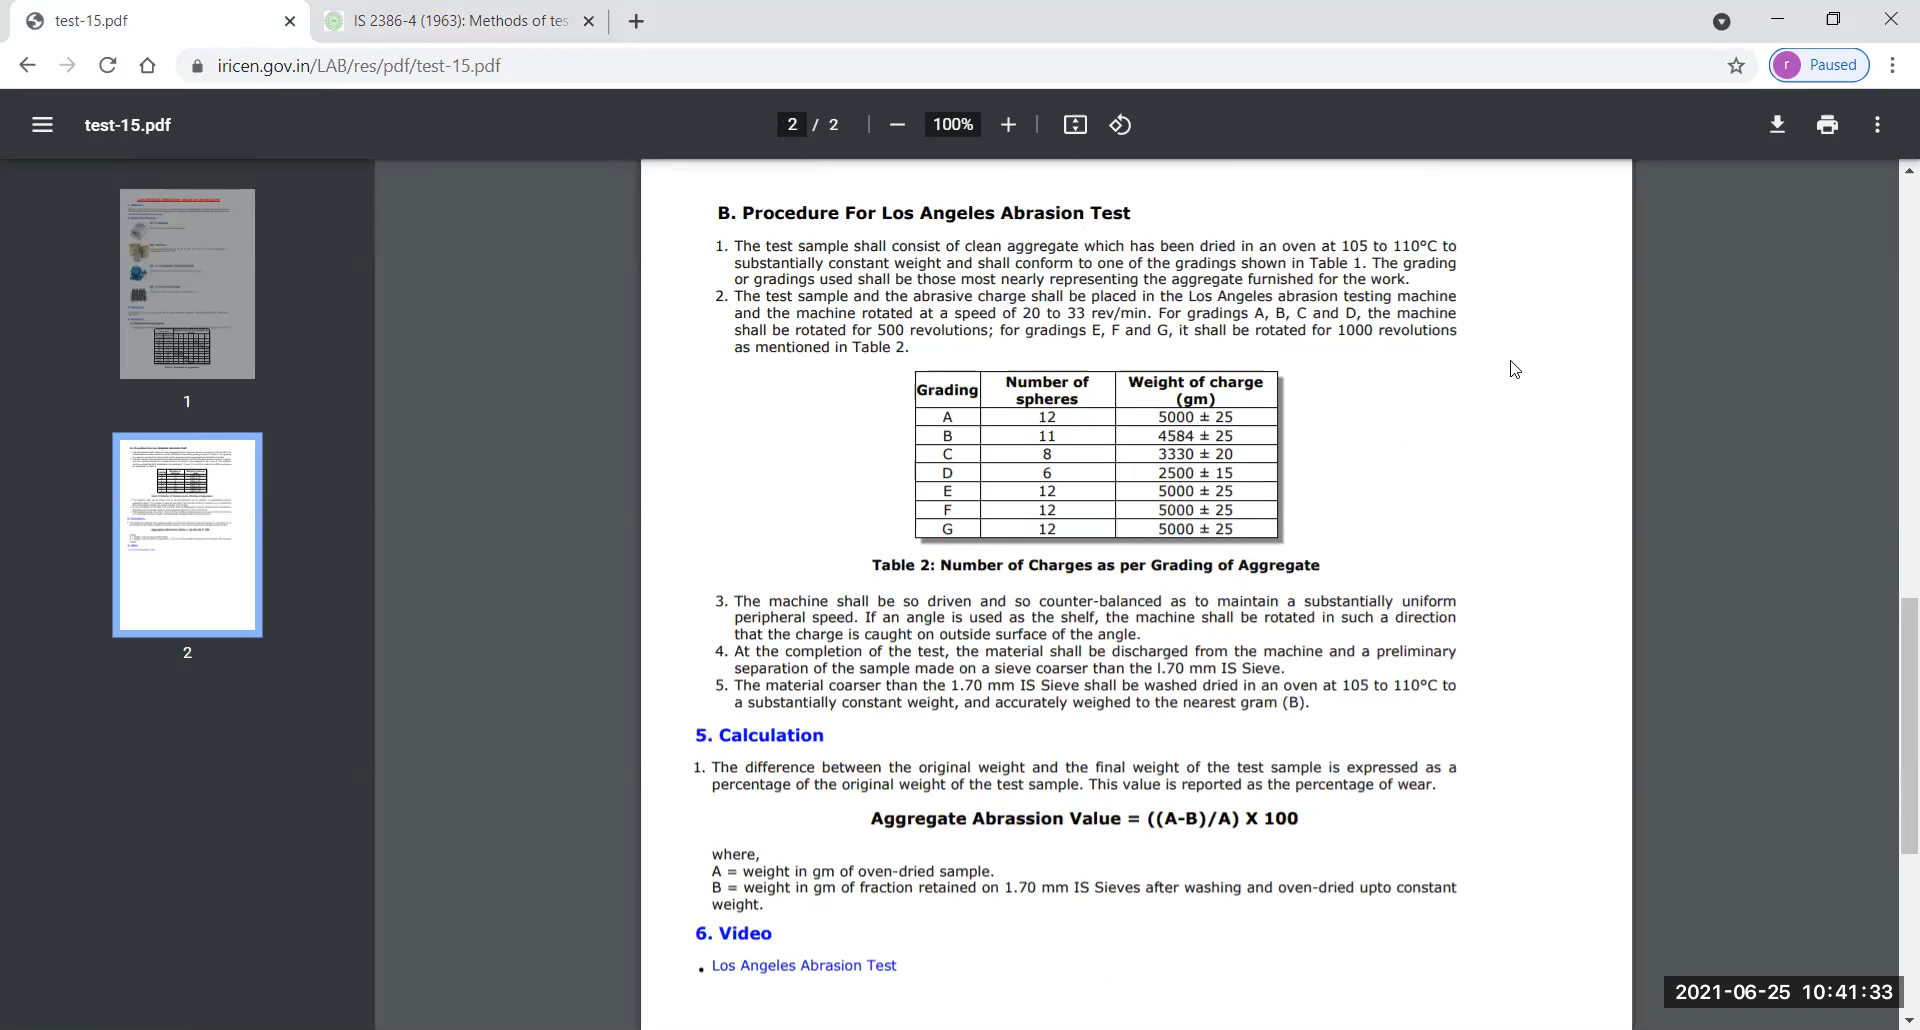 test-15.pdf
IS 2386-4 (1963): Methods of tes
iricen.gov.in/LAB/res/pdf/test-15.pdf
r Paused
test-15.pdf
2 / 2
100%
1
2
B. Procedure For Los Angeles Abrasion Test
1. The test sample shall consist of clean aggregate which has been dried in an oven at 105 to 110°C to
substantially constant weight and shall conform to one of the gradings shown in Table 1. The grading
or gradings used shall be those most nearly representing the aggregate furnished for the work.
2. The test sample and the abrasive charge shall be placed in the Los Angeles abrasion testing machine
and the machine rotated at a speed of 20 to 33 rev/min. For gradings A, B, C and D, the machine
shall be rotated for 500 revolutions; for gradings E, F and G, it shall be rotated for 1000 revolutions
as mentioned in Table 2.
Grading Number of spheres Weight of charge (gm)
A 12 5000 ± 25
B 11 4584 ± 25
C 8 3330 ± 20
D 6 2500 ± 15
E 12 5000 ± 25
F 12 5000 ± 25
G 12 5000 ± 25
Table 2: Number of Charges as per Grading of Aggregate
3. The machine shall be so driven and so counter-balanced as to maintain a substantially uniform
peripheral speed. If an angle is used as the shelf, the machine shall be rotated in such a direction
that the charge is caught on outside surface of the angle.
4. At the completion of the test, the material shall be discharged from the machine and a preliminary
separation of the sample made on a sieve coarser than the l.70 mm IS Sieve.
5. The material coarser than the 1.70 mm IS Sieve shall be washed dried in an oven at 105 to 110°C to
a substantially constant weight, and accurately weighed to the nearest gram (B).
5. Calculation
1. The difference between the original weight and the final weight of the test sample is expressed as a
percentage of the original weight of the test sample. This value is reported as the percentage of wear.
Aggregate Abrassion Value = ((A-B)/A) X 100
where,
A = weight in gm of oven-dried sample.
B = weight in gm of fraction retained on 1.70 mm IS Sieves after washing and oven-dried upto constant
weight.
6. Video
• Los Angeles Abrasion Test
2021-06-25 10:41:33